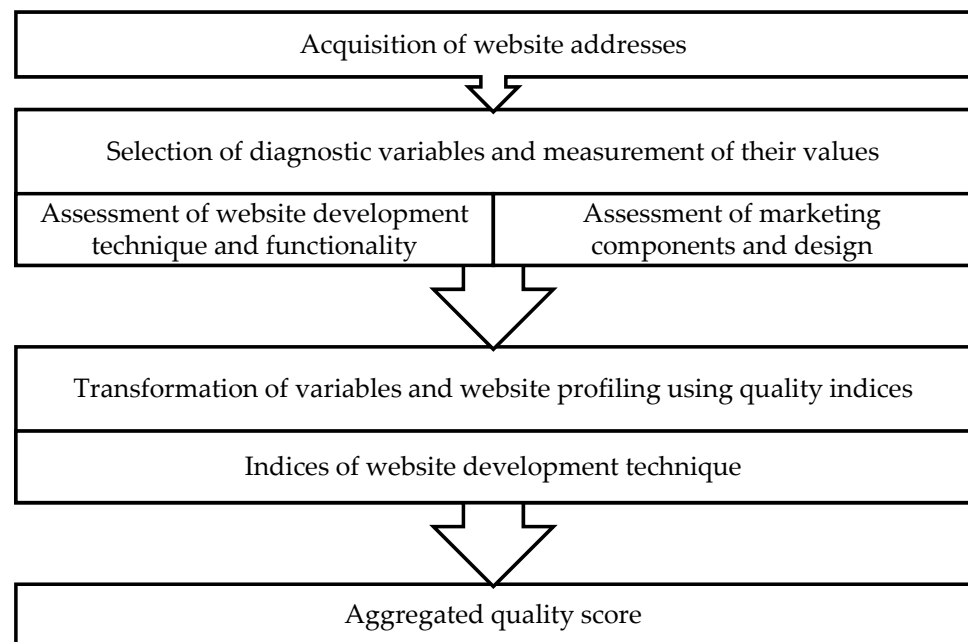 Acquisition of website addresses
Selection of diagnostic variables and measurement of their values
Assessment of website development
technique and functionality
Assessment of marketing
components and design
Transformation of variables and website profiling using quality indices
Indices of website development technique
Aggregated quality score